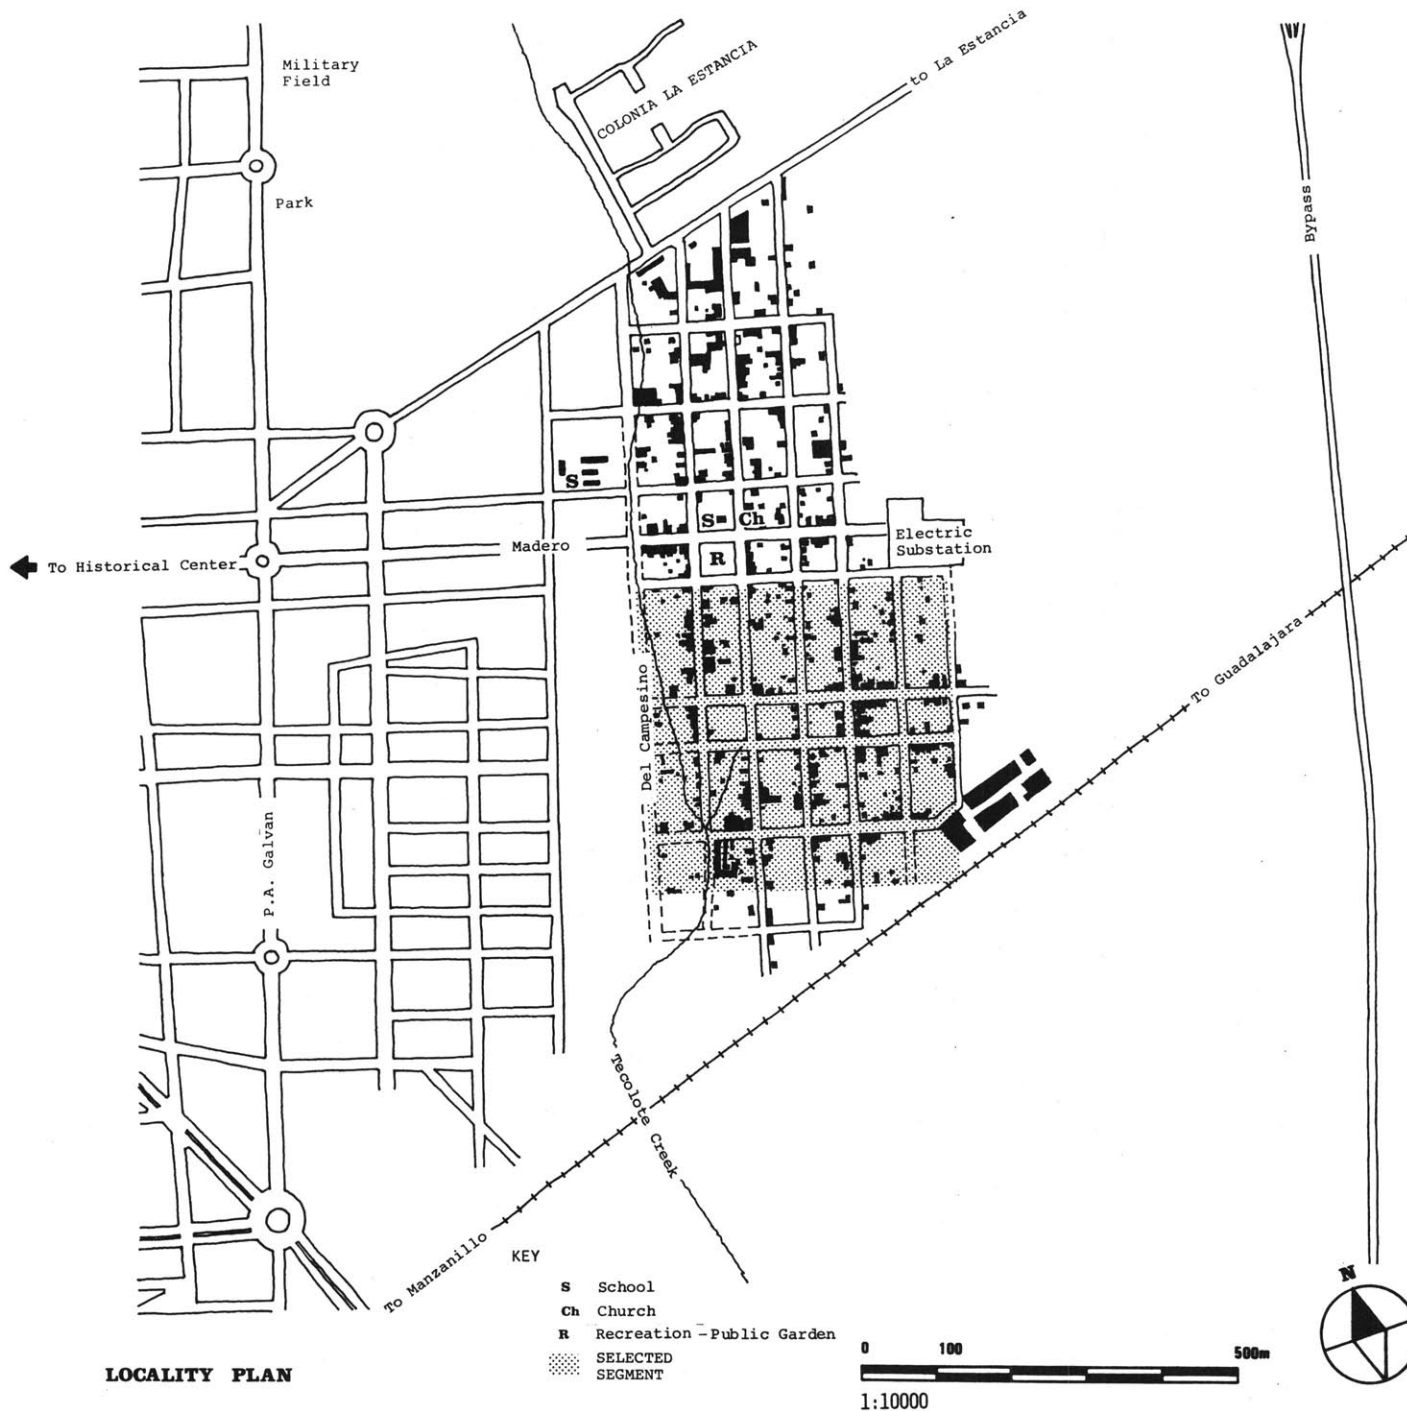 Military
Field
COLONIA LA ESTANCIA
to La Estancia
Park
Bypass
S
S
Ch
Madero
Electric
Substation
R
To Historical Center
To Guadalajara
Del Campesino
P.A. Galvan
Tecolote Creek
To Manzanillo
KEY
S School
Ch Church
R Recreation - Public Garden
SELECTED
SEGMENT
LOCALITY PLAN
0 100 500m
1:10000
N